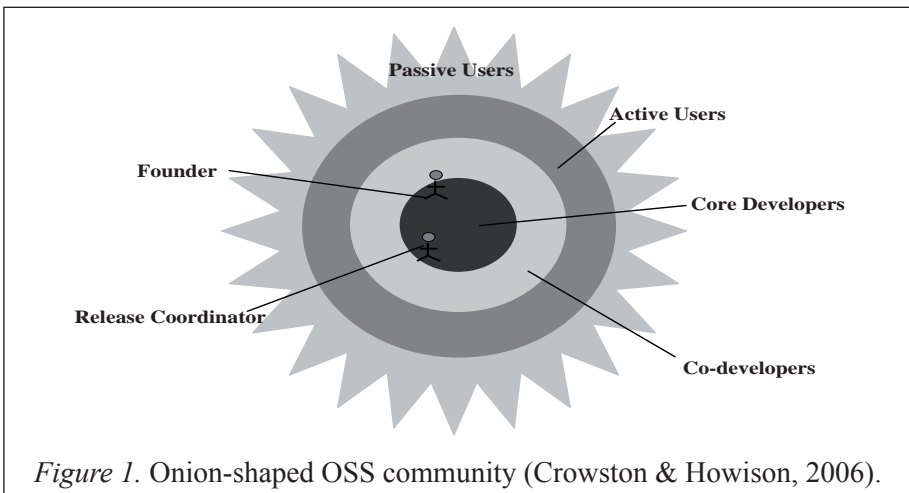 Passive Users
Active Users
Founder
Core Developers
Release Coordinator
Co-developers
Figure 1. Onion-shaped OSS community (Crowston & Howison, 2006).